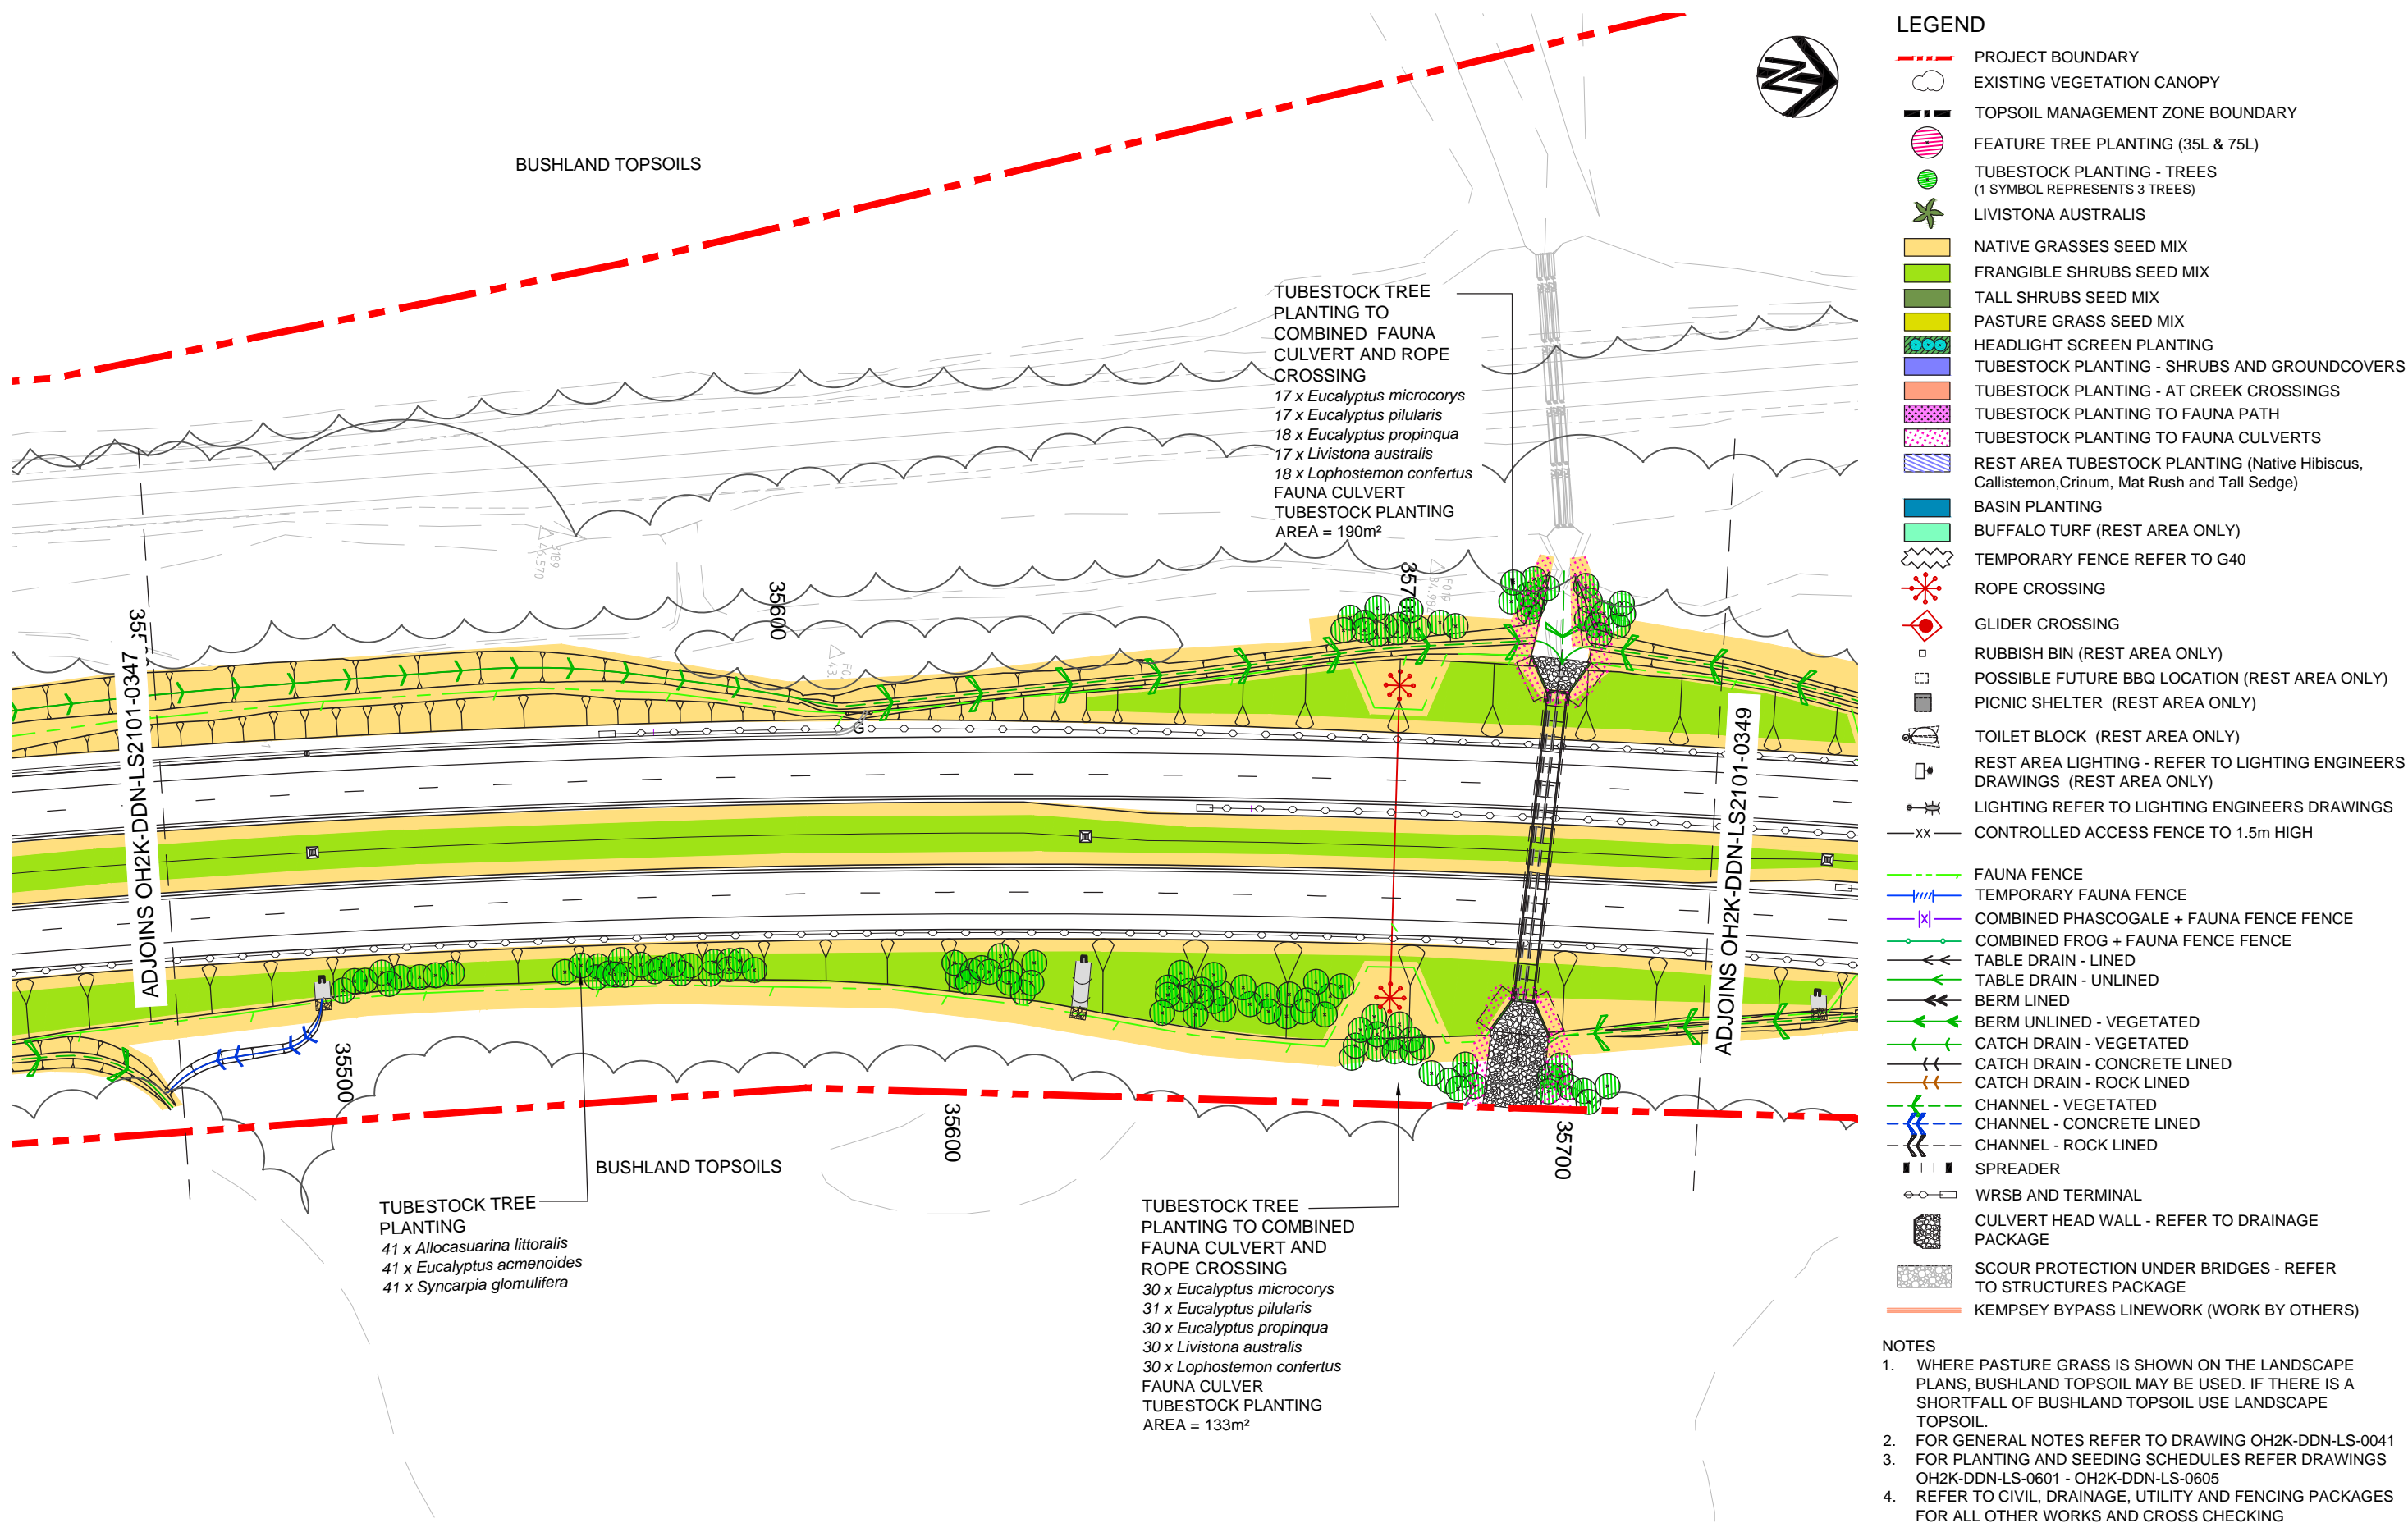 BUSHLAND TOPSOILS
N
TUBESTOCK TREE
PLANTING TO
COMBINED FAUNA
CULVERT AND ROPE
CROSSING
17 x Eucalyptus microcorys
17 x Eucalyptus pilularis
18 x Eucalyptus propinqua
17 x Livistona australis
18 x Lophostemon confertus
FAUNA CULVERT
TUBESTOCK PLANTING
AREA = 190m²
3189
46.570
35600
G
ADJOINS OH2K-DDN-LS2101-0347
ADJOINS OH2K-DDN-LS2101-0349
35500
35600
35700
BUSHLAND TOPSOILS
TUBESTOCK TREE
PLANTING
41 x Allocasuarina littoralis
41 x Eucalyptus acmenoides
41 x Syncarpia glomulifera
TUBESTOCK TREE
PLANTING TO COMBINED
FAUNA CULVERT AND
ROPE CROSSING
30 x Eucalyptus microcorys
31 x Eucalyptus pilularis
30 x Eucalyptus propinqua
30 x Livistona australis
30 x Lophostemon confertus
FAUNA CULVER
TUBESTOCK PLANTING
AREA = 133m²
LEGEND
PROJECT BOUNDARY
EXISTING VEGETATION CANOPY
TOPSOIL MANAGEMENT ZONE BOUNDARY
FEATURE TREE PLANTING (35L & 75L)
TUBESTOCK PLANTING - TREES
(1 SYMBOL REPRESENTS 3 TREES)
LIVISTONA AUSTRALIS
NATIVE GRASSES SEED MIX
FRANGIBLE SHRUBS SEED MIX
TALL SHRUBS SEED MIX
PASTURE GRASS SEED MIX
HEADLIGHT SCREEN PLANTING
TUBESTOCK PLANTING - SHRUBS AND GROUNDCOVERS
TUBESTOCK PLANTING - AT CREEK CROSSINGS
TUBESTOCK PLANTING TO FAUNA PATH
TUBESTOCK PLANTING TO FAUNA CULVERTS
REST AREA TUBESTOCK PLANTING (Native Hibiscus,
Callistemon,Crinum, Mat Rush and Tall Sedge)
BASIN PLANTING
BUFFALO TURF (REST AREA ONLY)
TEMPORARY FENCE REFER TO G40
ROPE CROSSING
GLIDER CROSSING
RUBBISH BIN (REST AREA ONLY)
POSSIBLE FUTURE BBQ LOCATION (REST AREA ONLY)
PICNIC SHELTER (REST AREA ONLY)
TOILET BLOCK (REST AREA ONLY)
REST AREA LIGHTING - REFER TO LIGHTING ENGINEERS
DRAWINGS (REST AREA ONLY)
LIGHTING REFER TO LIGHTING ENGINEERS DRAWINGS
XX CONTROLLED ACCESS FENCE TO 1.5m HIGH
FAUNA FENCE
TEMPORARY FAUNA FENCE
COMBINED PHASCOGALE + FAUNA FENCE FENCE
COMBINED FROG + FAUNA FENCE FENCE
TABLE DRAIN - LINED
TABLE DRAIN - UNLINED
BERM LINED
BERM UNLINED - VEGETATED
CATCH DRAIN - VEGETATED
CATCH DRAIN - CONCRETE LINED
CATCH DRAIN - ROCK LINED
CHANNEL - VEGETATED
CHANNEL - CONCRETE LINED
CHANNEL - ROCK LINED
SPREADER
WRSB AND TERMINAL
CULVERT HEAD WALL - REFER TO DRAINAGE
PACKAGE
SCOUR PROTECTION UNDER BRIDGES - REFER
TO STRUCTURES PACKAGE
KEMPSEY BYPASS LINEWORK (WORK BY OTHERS)
NOTES
1. WHERE PASTURE GRASS IS SHOWN ON THE LANDSCAPE
PLANS, BUSHLAND TOPSOIL MAY BE USED. IF THERE IS A
SHORTFALL OF BUSHLAND TOPSOIL USE LANDSCAPE
TOPSOIL.
2. FOR GENERAL NOTES REFER TO DRAWING OH2K-DDN-LS-0041
3. FOR PLANTING AND SEEDING SCHEDULES REFER DRAWINGS
OH2K-DDN-LS-0601 - OH2K-DDN-LS-0605
4. REFER TO CIVIL, DRAINAGE, UTILITY AND FENCING PACKAGES
FOR ALL OTHER WORKS AND CROSS CHECKING